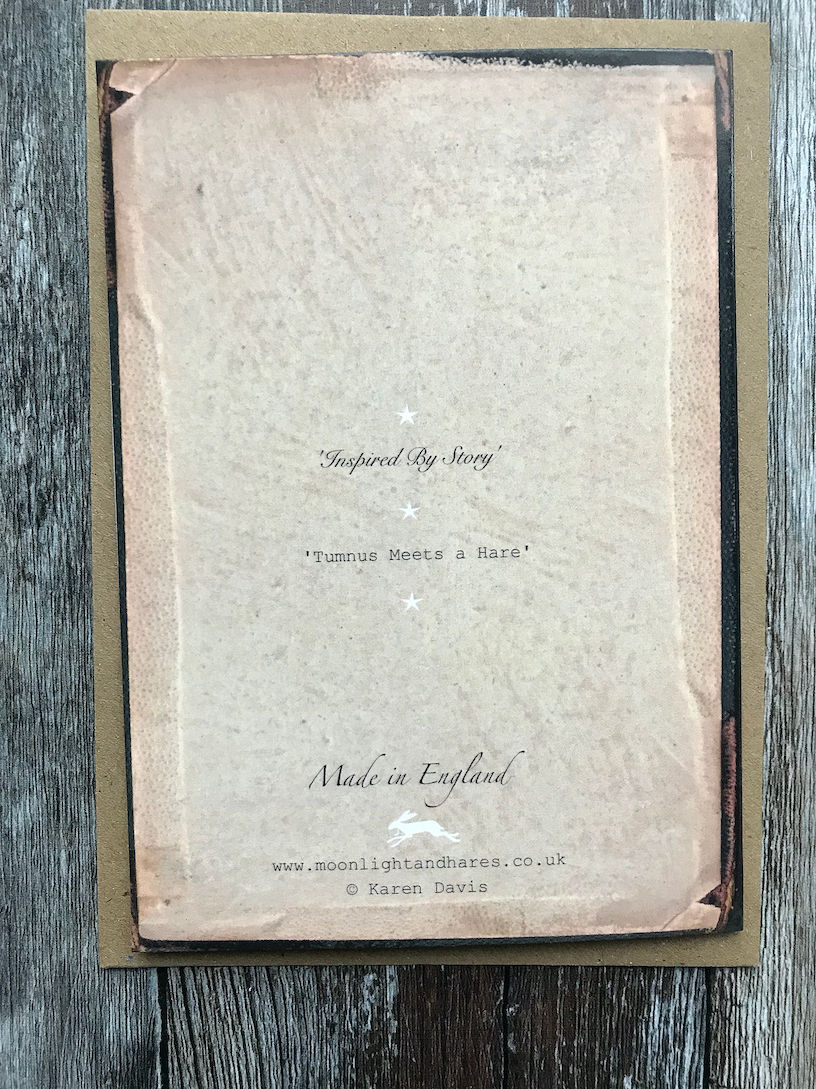 'Inspired By Story'
'Tumnus Meets a Hare'
Made in England
www.moonlightandhares.co.uk
© Karen Davis